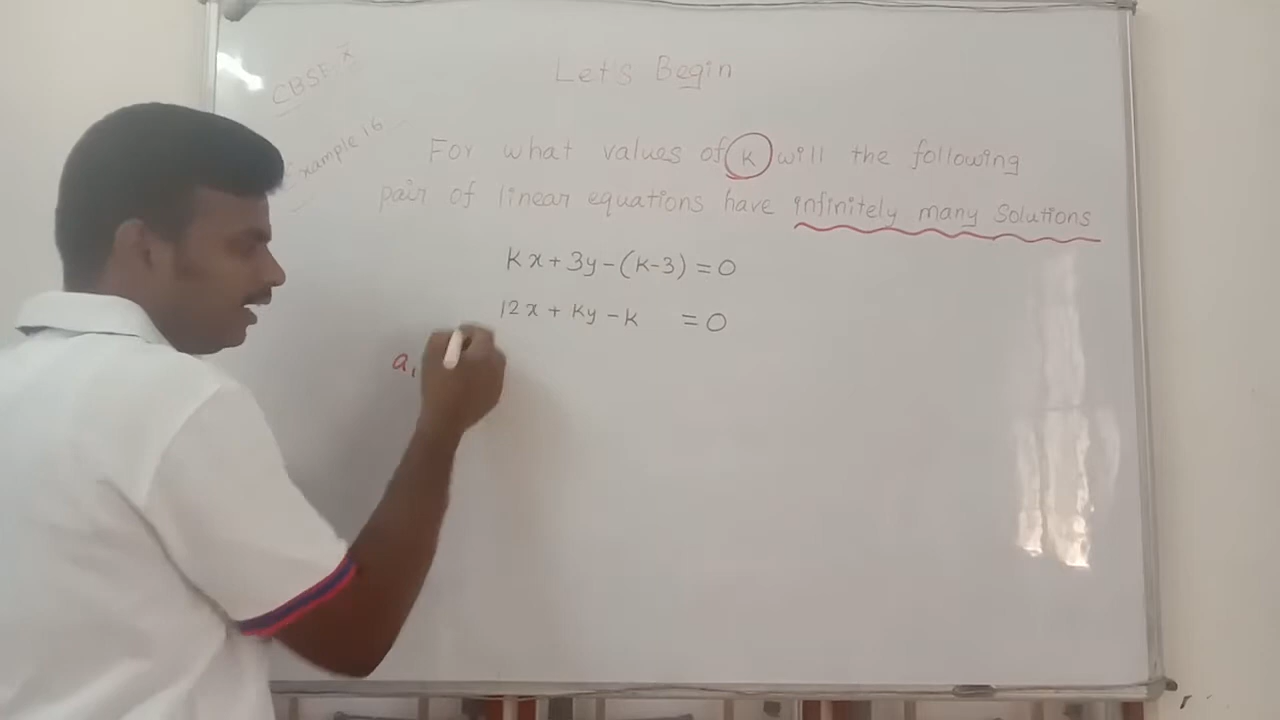 CBSE X
Let's Begin
Example 16
For what values of k will the following
pair of linear equations have infinitely many Solutions
kx+3y-(k-3)=0
12x+ky-k =0
a₁